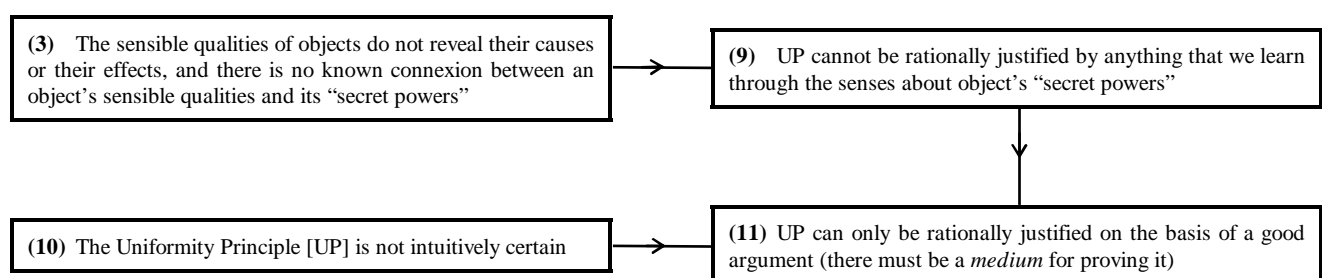 (3) The sensible qualities of objects do not reveal their causes
or their effects, and there is no known connexion between an
object's sensible qualities and its “secret powers”
(9) UP cannot be rationally justified by anything that we learn
through the senses about object's “secret powers”
(10) The Uniformity Principle [UP] is not intuitively certain
(11) UP can only be rationally justified on the basis of a good
argument (there must be a medium for proving it)